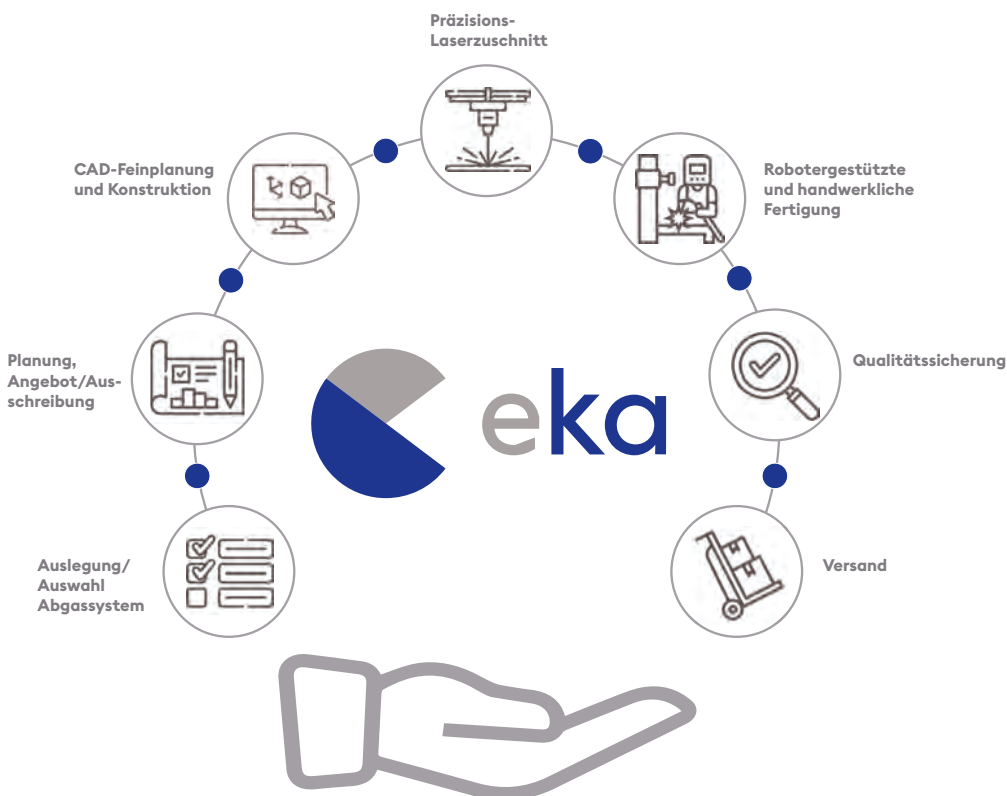 Präzisions-
Laserzuschnitt
CAD-Feinplanung
und Konstruktion
Robotergestützte
und handwerkliche
Fertigung
Planung,
Angebot/Aus-
schreibung
Qualitätssicherung
eka
Auslegung/
Auswahl
Abgassystem
Versand